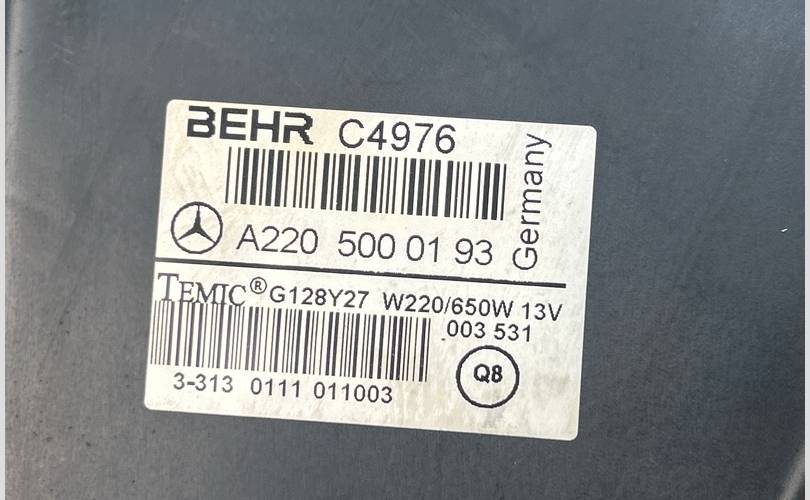 BEHR C4976
Germany
A220 500 01 93
TEMIC® G128Y27 W220/650W 13V
003 531
Q8
3-313 0111 011003